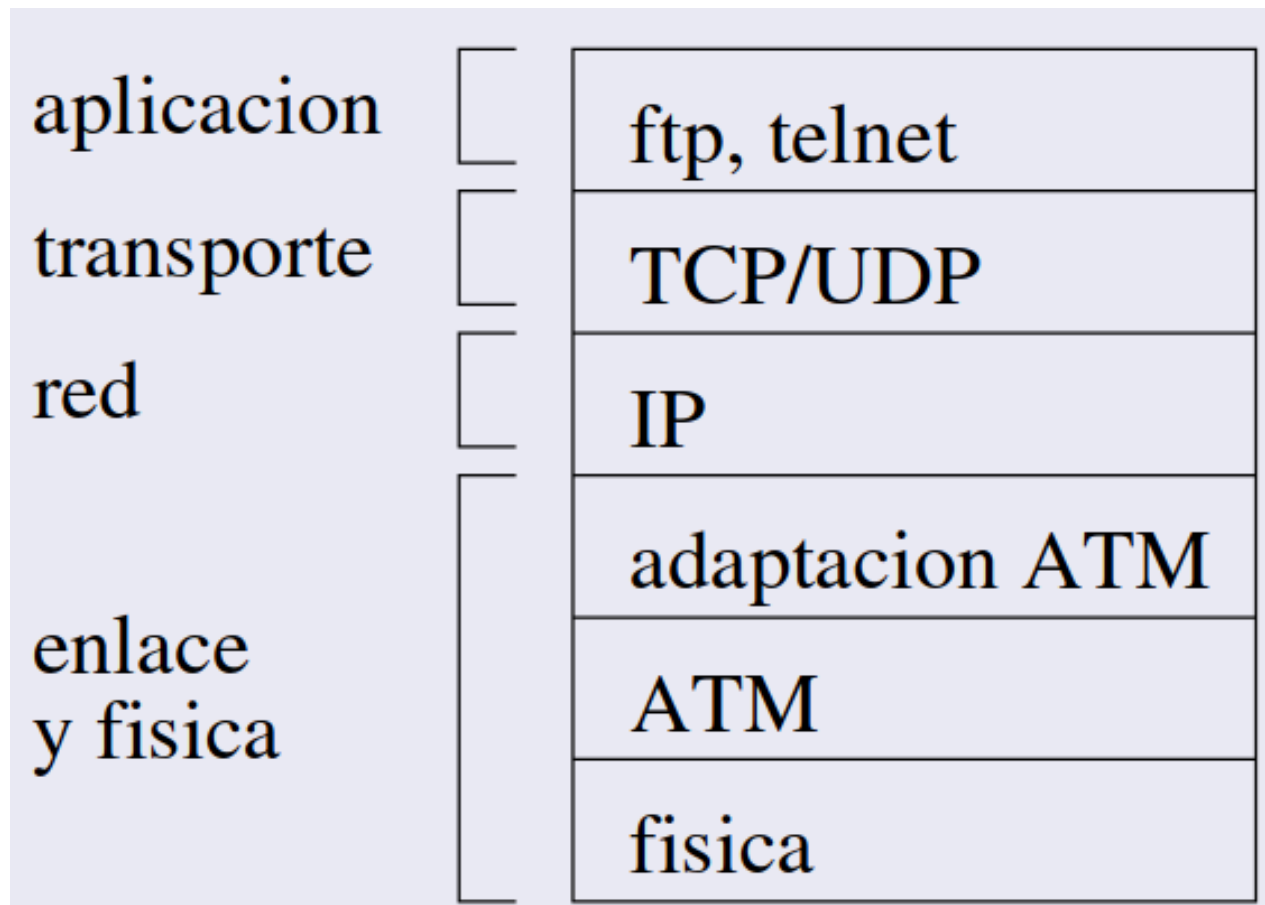 aplicacion
ftp, telnet
transporte
TCP/UDP
red
IP
adaptacion ATM
enlace
y fisica
ATM
fisica